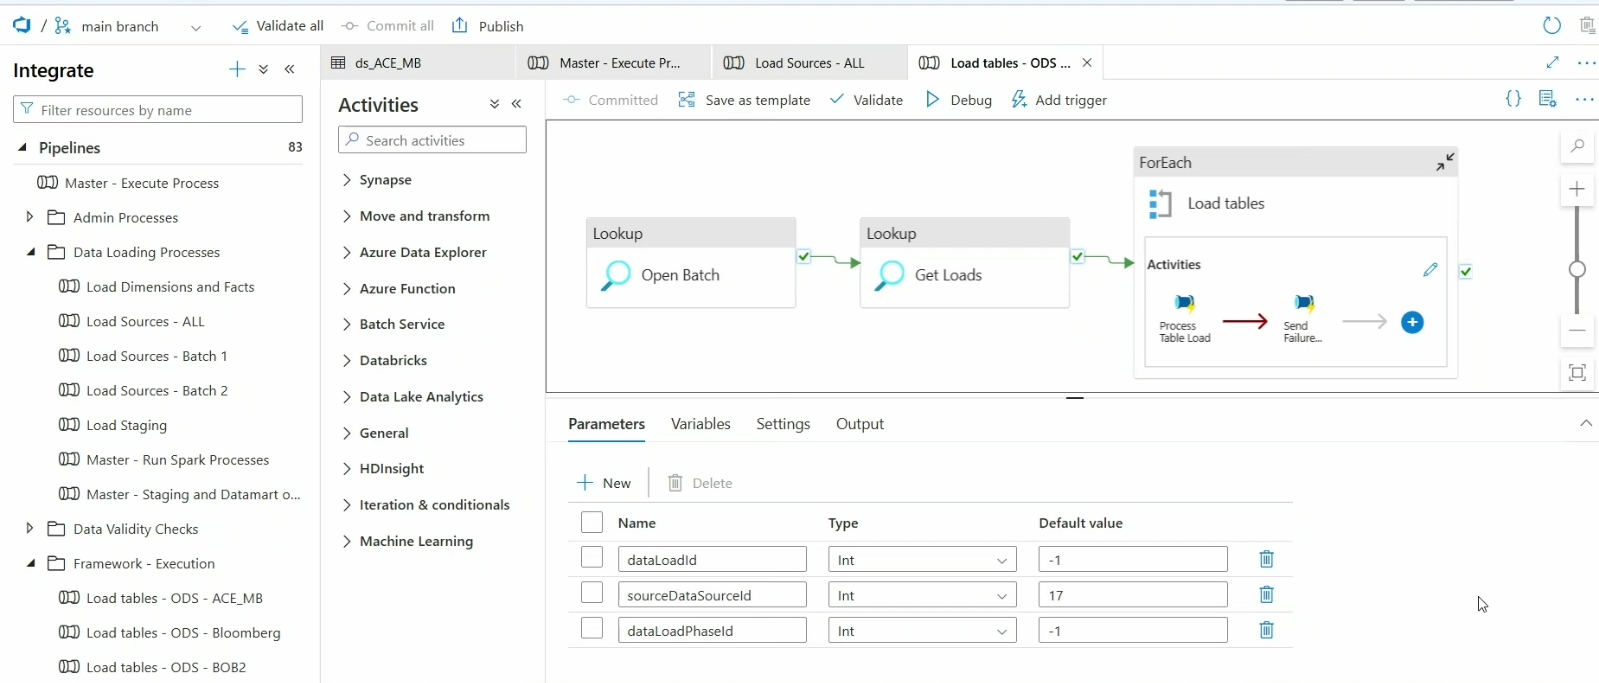 / main branch
Validate all
Commit all
Publish
Integrate
Filter resources by name
Pipelines 83
Master - Execute Process
Admin Processes
Data Loading Processes
Load Dimensions and Facts
Load Sources - ALL
Load Sources - Batch 1
Load Sources - Batch 2
Load Staging
Master - Run Spark Processes
Master - Staging and Datamart o...
Data Validity Checks
Framework - Execution
Load tables - ODS - ACE_MB
Load tables - ODS - Bloomberg
Load tables - ODS - BOB2
ds_ACE_MB
Master - Execute Pr...
Load Sources - ALL
Load tables - ODS ...
Activities
Search activities
Synapse
Move and transform
Azure Data Explorer
Azure Function
Batch Service
Databricks
Data Lake Analytics
General
HDInsight
Iteration & conditionals
Machine Learning
Committed
Save as template
Validate
Debug
Add trigger
{}
Lookup
Open Batch
Lookup
Get Loads
ForEach
Load tables
Activities
Process
Table Load
Send
Failure...
Parameters Variables Settings Output
New
Delete
Name Type Default value
dataLoadId Int -1
sourceDataSourceId Int 17
dataLoadPhaseId Int -1